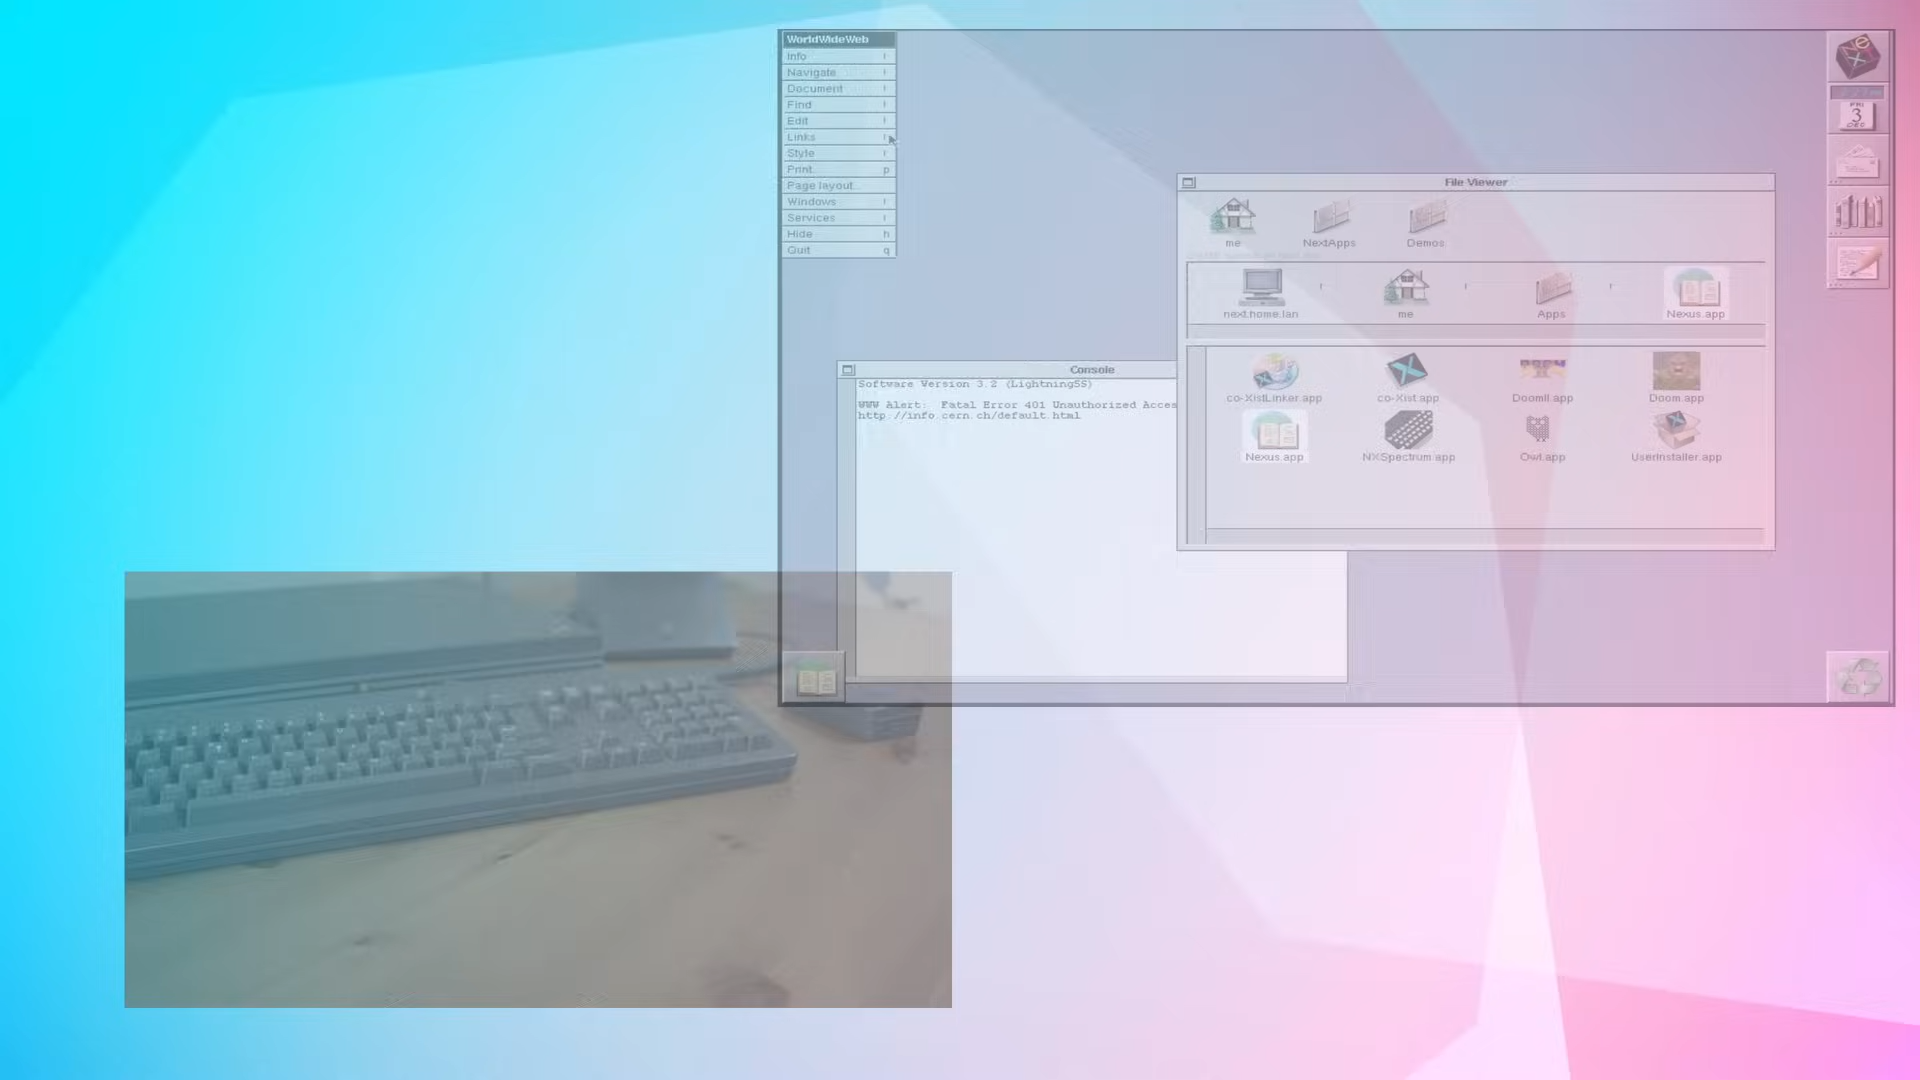 WorldWideWeb
Info
Navigate
Document
Find
Edit
Links
Style
Print p
Page layout
Windows
Services
Hide h
Quit q
FRI
3
DEC
File Viewer
me NextApps Demos
next.home.lan me Apps Nexus.app
co-XistLinker.app co-Xist.app DoomII.app Doom.app
Nexus.app NXSpectrum.app Owl.app UserInstaller.app
Console
Software Version 3.2 (LightningSS)
WWW Alert: Fatal Error 401 Unauthorized Acces
http://info.cern.ch/default.html